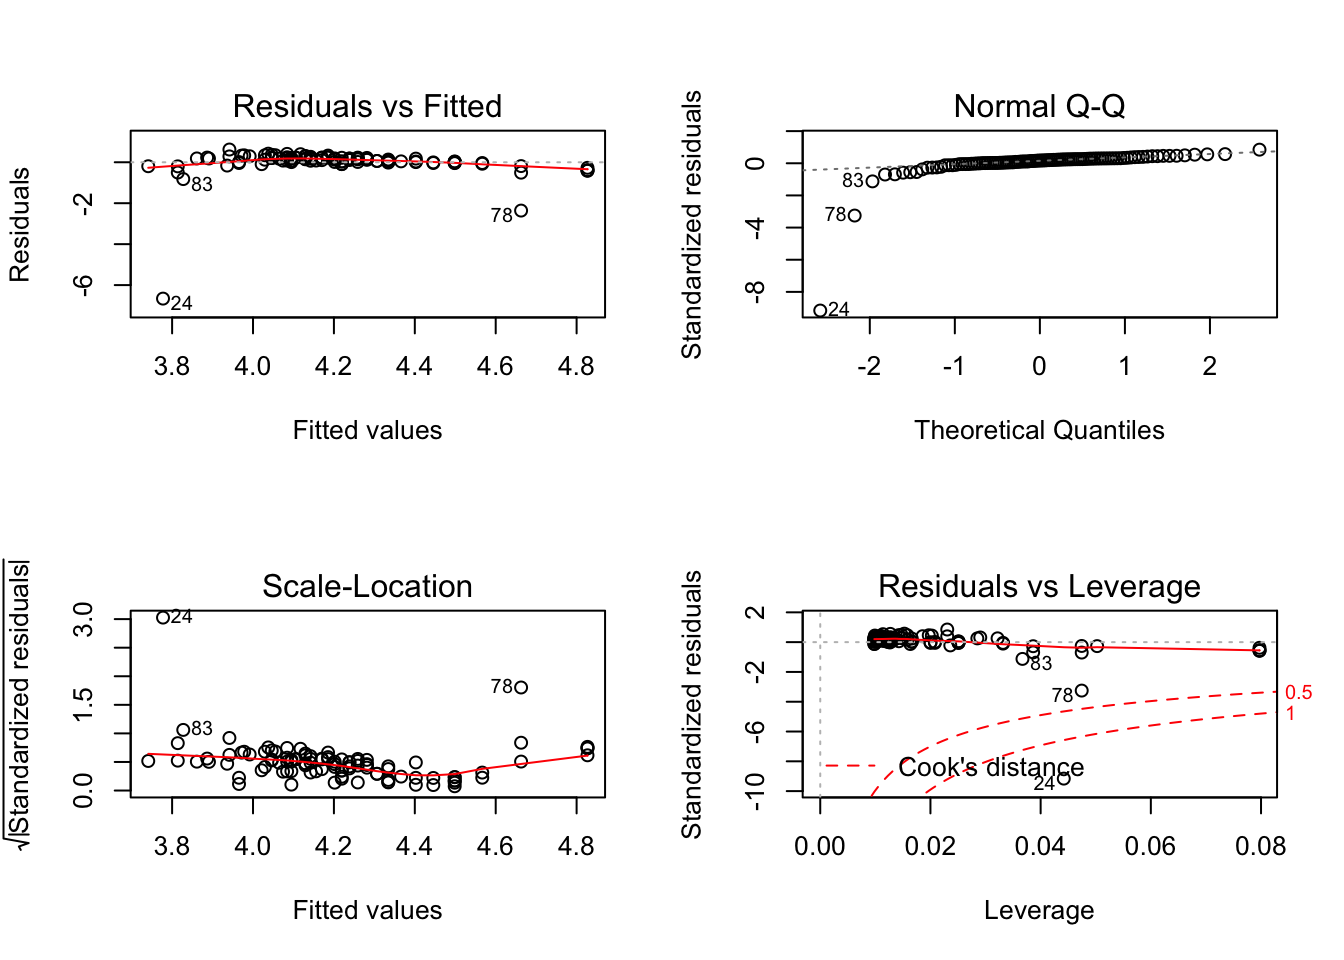 Residuals vs Fitted
Residuals
-2
-6
83
78
24
3.8 4.0 4.2 4.4 4.6 4.8
Fitted values
Normal Q-Q
Standardized residuals
0
-4
-8
83
78
24
-2 -1 0 1 2
Theoretical Quantiles
Scale-Location
√|Standardized residuals|
3.0
1.5
0.0
24
78
83
3.8 4.0 4.2 4.4 4.6 4.8
Fitted values
Residuals vs Leverage
Standardized residuals
2
-2
-6
-10
83
78
0.5
1
Cook's distance
24
0.00 0.02 0.04 0.06 0.08
Leverage